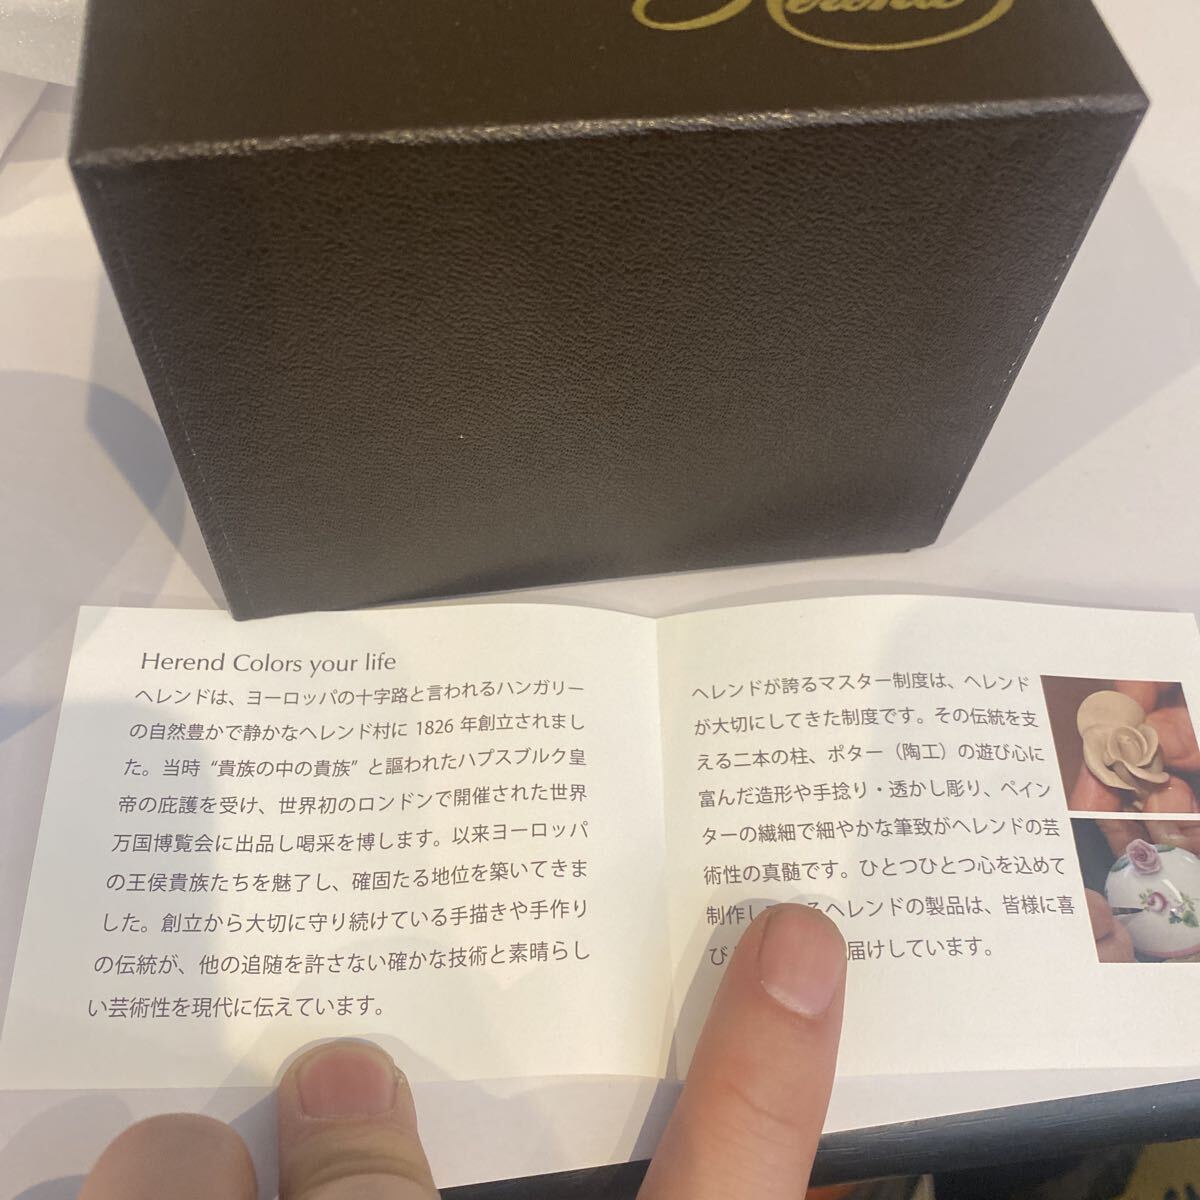 Herend
Herend Colors your life
ヘレンドは、ヨーロッパの十字路と言われるハンガリー
の自然豊かで静かなヘレンド村に 1826 年創立されまし
た。当時 “貴族の中の貴族” と謳われたハプスブルク皇
帝の庇護を受け、世界初のロンドンで開催された世界
万国博覧会に出品し喝采を博します。以来ヨーロッパ
の王侯貴族たちを魅了し、確固たる地位を築いてきま
した。創立から大切に守り続けている手描きや手作り
の伝統が、他の追随を許さない確かな技術と素晴らし
い芸術性を現代に伝えています。
ヘレンドが誇るマスター制度は、ヘレンド
が大切にしてきた制度です。その伝統を支
える二本の柱、ポター（陶工）の遊び心に
富んだ造形や手捻り・透かし彫り、ペイン
ターの繊細で細やかな筆致がヘレンドの芸
術性の真髄です。ひとつひとつ心を込めて
制作し るヘレンドの製品は、皆様に喜
び 届けしています。